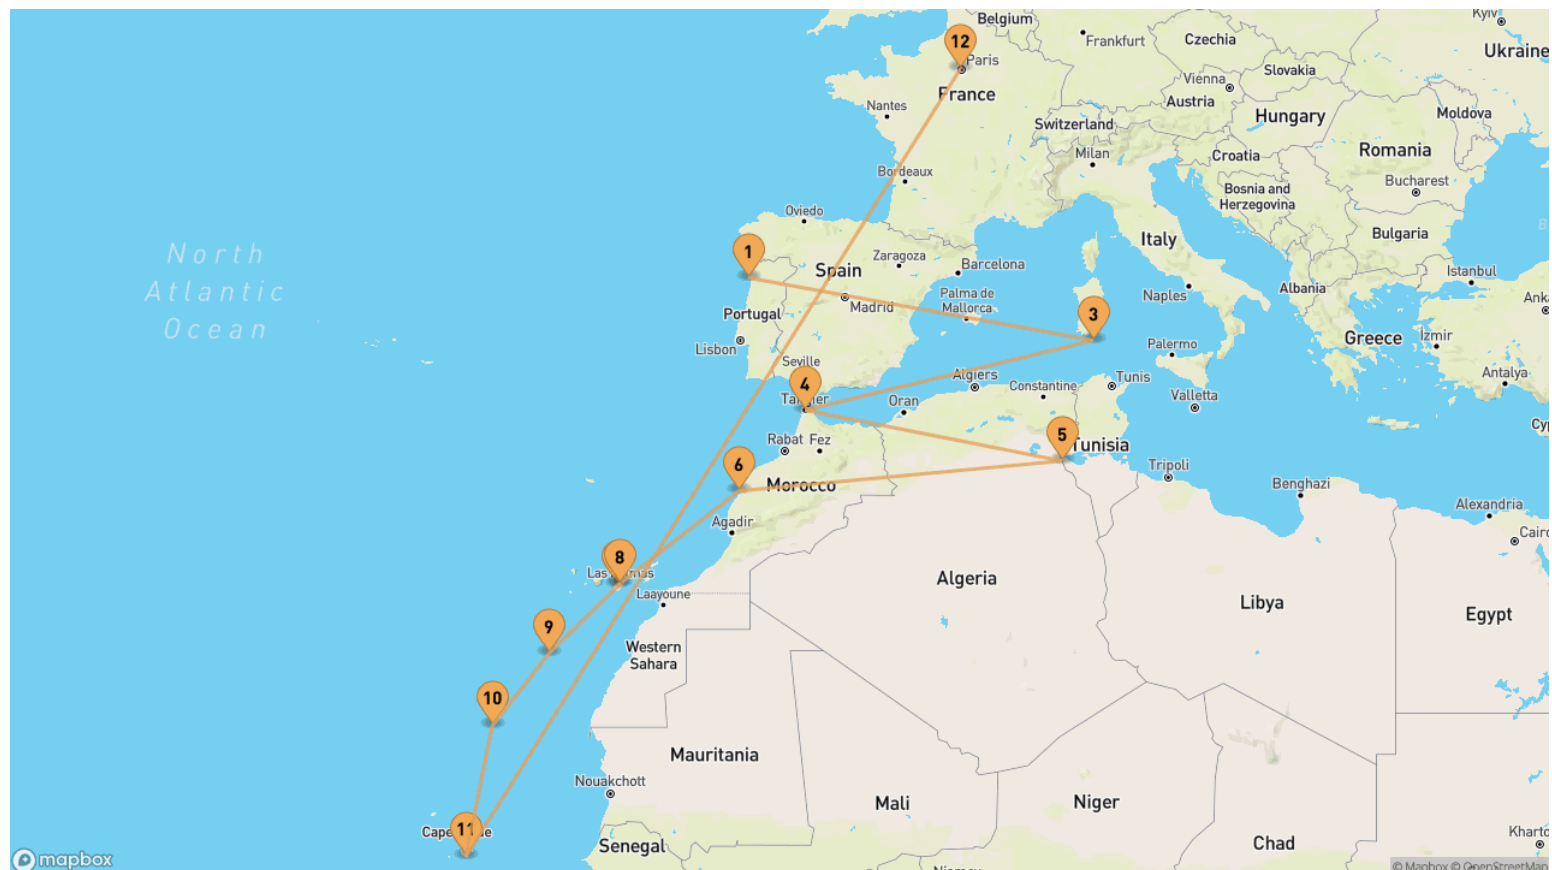 Belgium
Kyiv
12
Frankfurt
Czechia
Ukraine
Paris
Slovakia
Vienna
France
Austria
Nantes
Hungary
Moldova
Switzerland
Milan
Croatia
Romania
Bordeaux
Bucharest
Bosnia and
Herzegovina
Oviedo
Bulgaria
Italy
North
Atlantic
Ocean
1
Spain
Zaragoza
Barcelona
Istanbul
Albania
Naples
Palma de
Mallorca
Madrid
Portugal
3
Greece
İzmir
Lisbon
Palermo
Seville
Antalya
4
Algiers
Constantine
Tunis
Tangier
Oran
Valletta
5
Tunisia
Rabat
Fez
6
Tripoli
Morocco
Benghazi
Alexandria
Agadir
8
Algeria
Laayoune
Libya
Egypt
9
Western
Sahara
10
Mauritania
Nouakchott
Mali
Niger
11
Senegal
Chad
mapbox
© Mapbox © OpenStreetMap